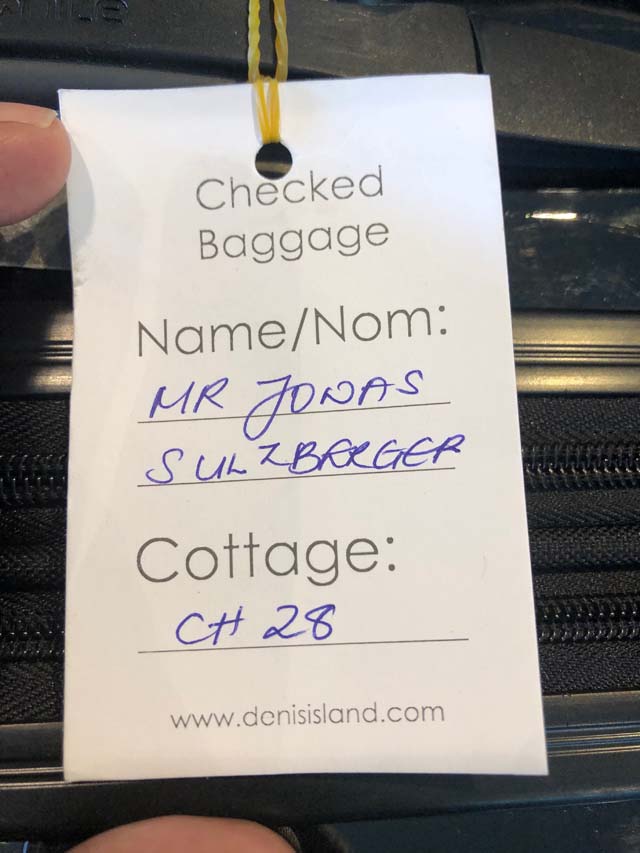 Checked
Baggage
Name/Nom:
MR JONAS
SULZBERGER
Cottage:
CH 28
www.denisisland.com